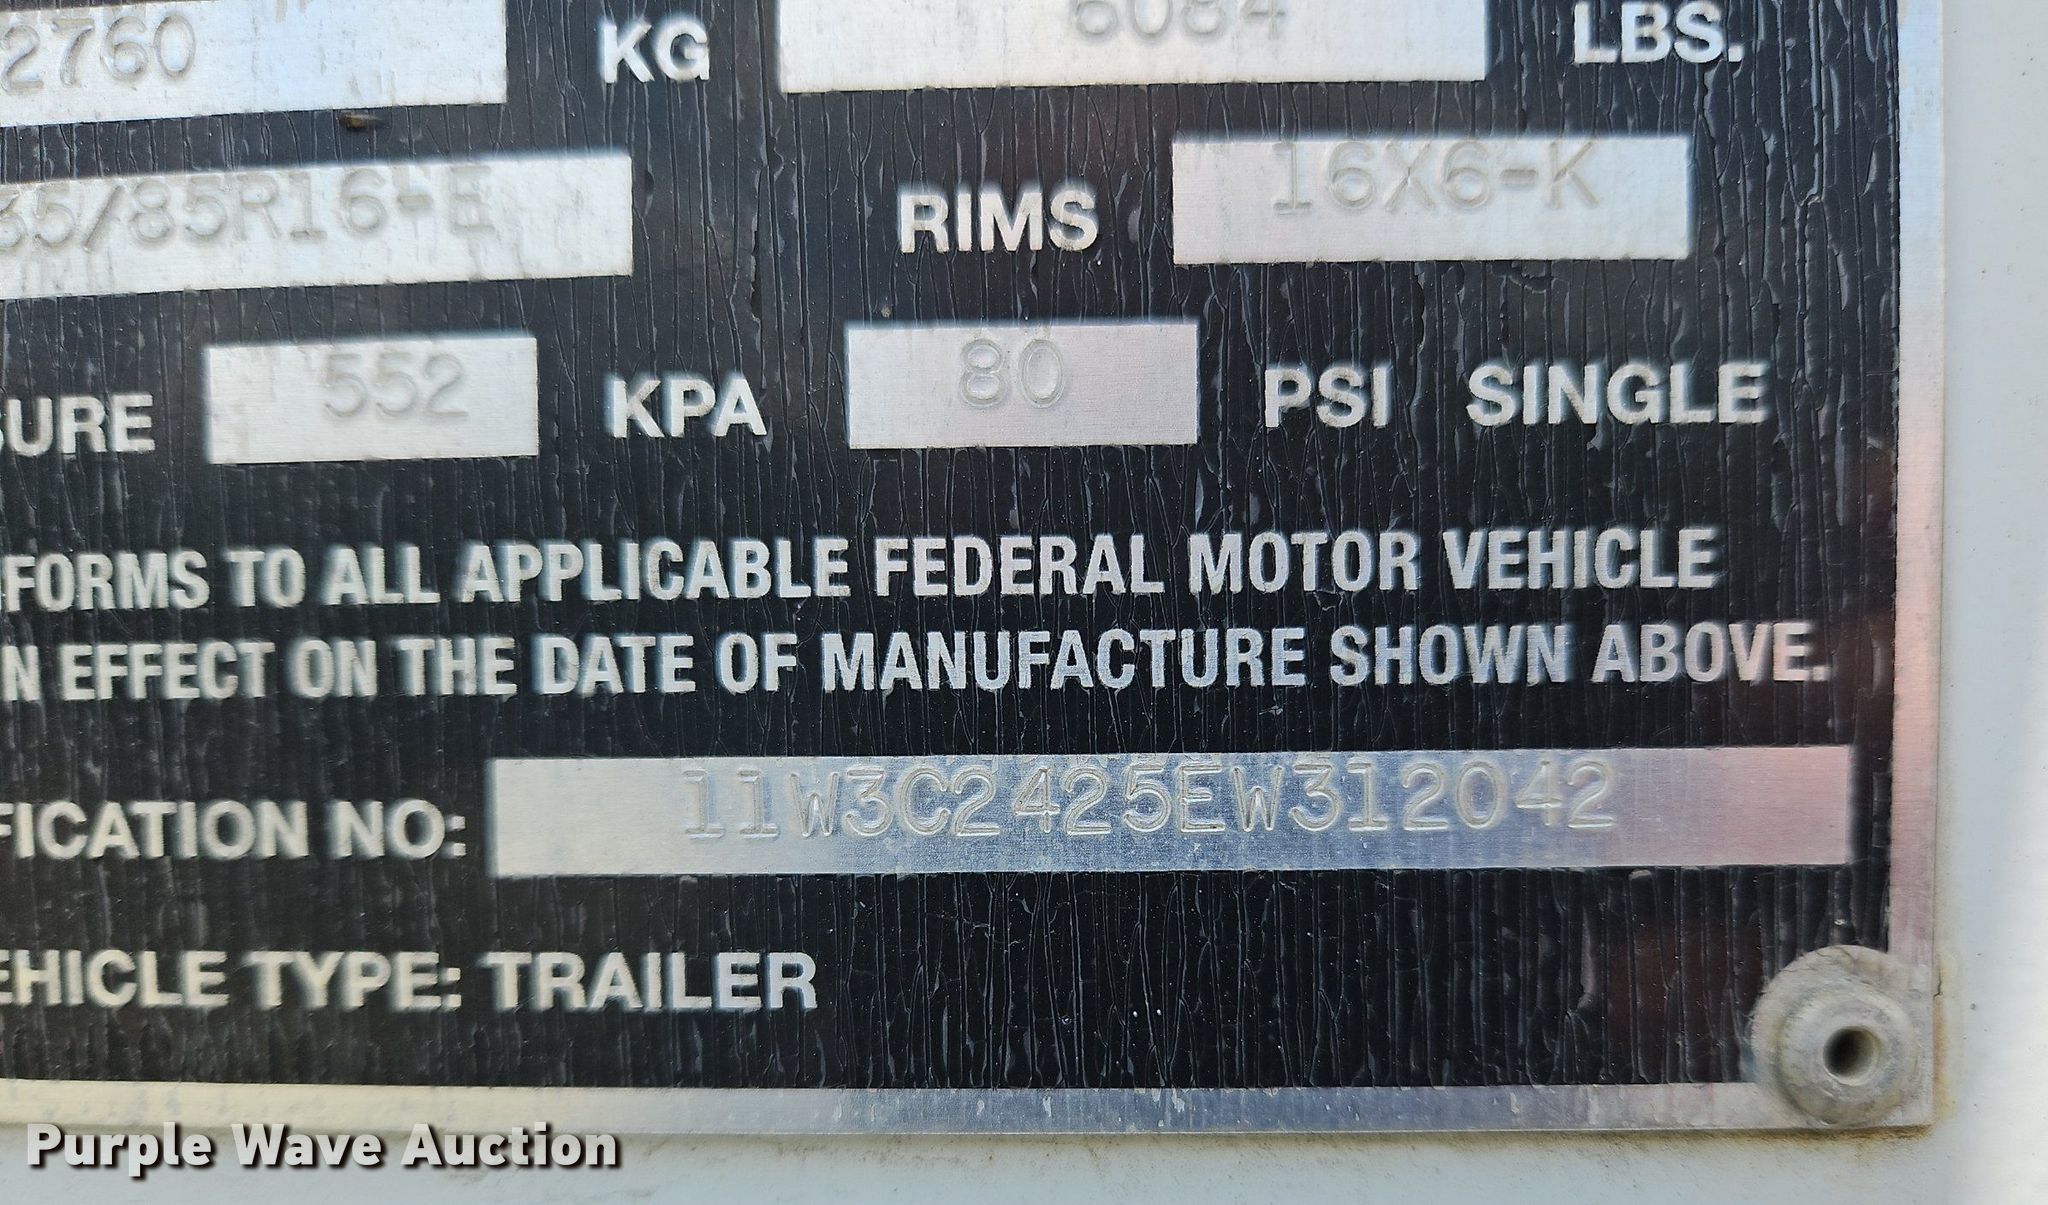 2760 KG 6084 LBS.
35/85R16-E RIMS 16X6-K
SURE 552 KPA 80 PSI SINGLE
FORMS TO ALL APPLICABLE FEDERAL MOTOR VEHICLE
N EFFECT ON THE DATE OF MANUFACTURE SHOWN ABOVE.
FICATION NO: 11W3C2425EW312042
EHICLE TYPE: TRAILER
Purple Wave Auction